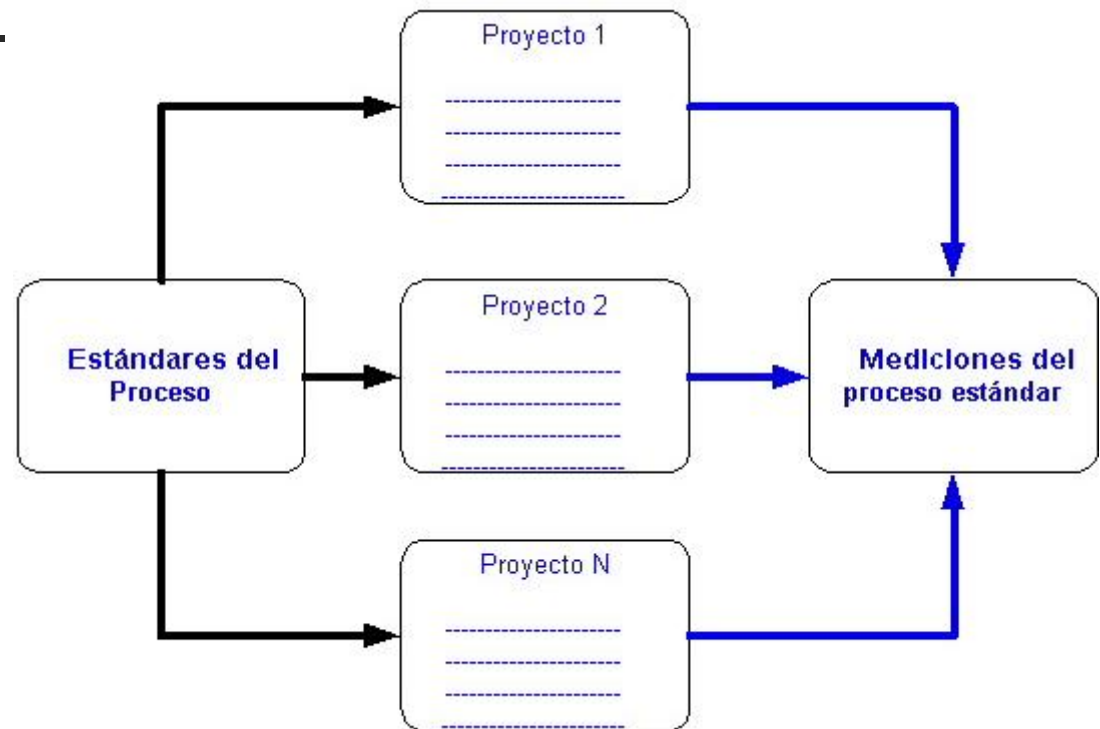 Proyecto 1
Proyecto 2
Estándares del
Proceso
Mediciones del
proceso estándar
Proyecto N